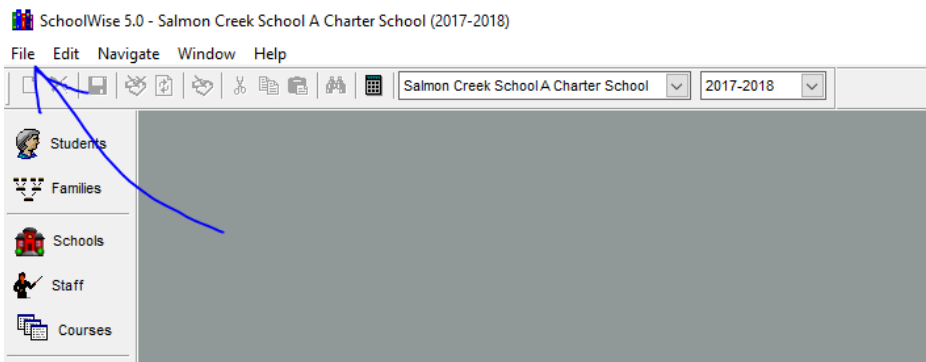 SchoolWise 5.0 - Salmon Creek School A Charter School (2017-2018)
File Edit Navigate Window Help
Salmon Creek School A Charter School 2017-2018
Students
Families
Schools
Staff
Courses